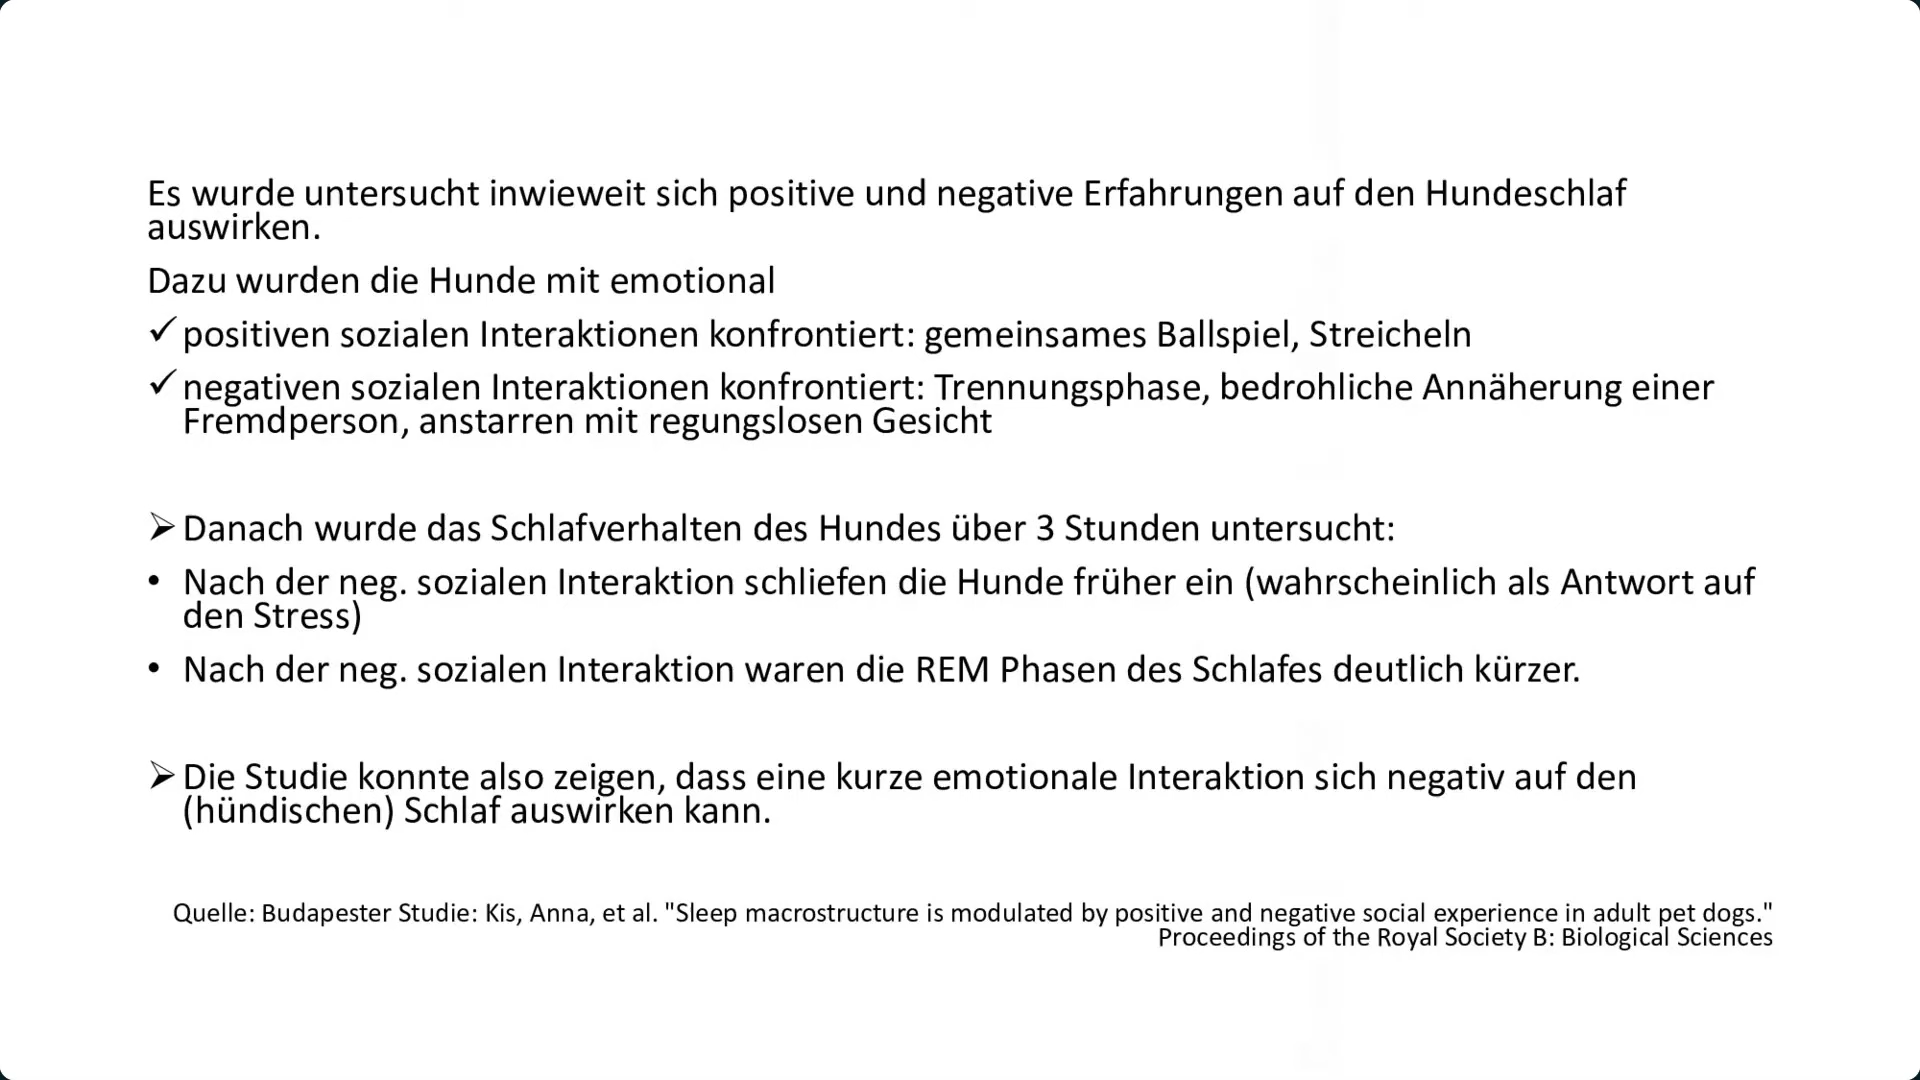 Es wurde untersucht inwieweit sich positive und negative Erfahrungen auf den Hundeschlaf
auswirken.
Dazu wurden die Hunde mit emotional
✓ positiven sozialen Interaktionen konfrontiert: gemeinsames Ballspiel, Streicheln
✓ negativen sozialen Interaktionen konfrontiert: Trennungsphase, bedrohliche Annäherung einer
Fremdperson, anstarren mit regungslosen Gesicht
➢ Danach wurde das Schlafverhalten des Hundes über 3 Stunden untersucht:
• Nach der neg. sozialen Interaktion schliefen die Hunde früher ein (wahrscheinlich als Antwort auf
den Stress)
• Nach der neg. sozialen Interaktion waren die REM Phasen des Schlafes deutlich kürzer.
➢ Die Studie konnte also zeigen, dass eine kurze emotionale Interaktion sich negativ auf den
(hündischen) Schlaf auswirken kann.
Quelle: Budapester Studie: Kis, Anna, et al. "Sleep macrostructure is modulated by positive and negative social experience in adult pet dogs."
Proceedings of the Royal Society B: Biological Sciences